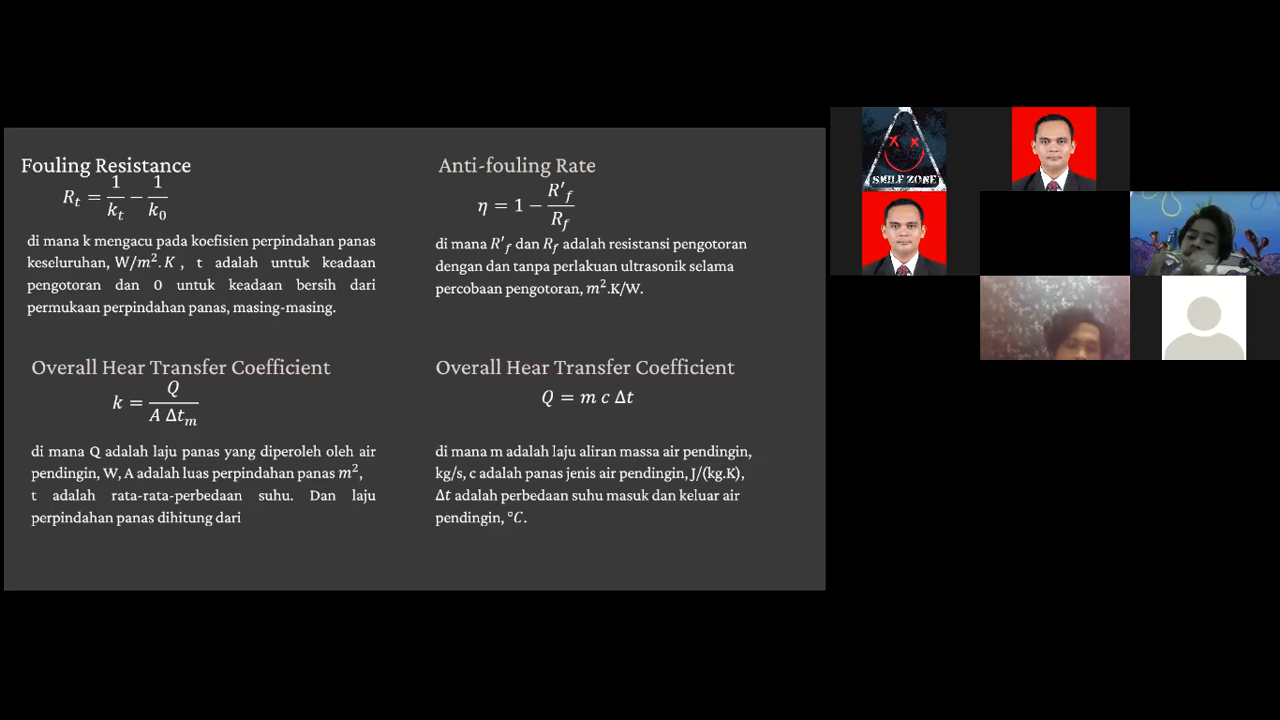 Fouling Resistance
R_t = 1/k_t − 1/k_0
di mana k mengacu pada koefisien perpindahan panas
keseluruhan, W/m².K , t adalah untuk keadaan
pengotoran dan 0 untuk keadaan bersih dari
permukaan perpindahan panas, masing-masing.
Anti-fouling Rate
η = 1 − R'_f/R_f
di mana R'_f dan R_f adalah resistansi pengotoran
dengan dan tanpa perlakuan ultrasonik selama
percobaan pengotoran, m².K/W.
Overall Hear Transfer Coefficient
k = Q/(A Δt_m)
di mana Q adalah laju panas yang diperoleh oleh air
pendingin, W, A adalah luas perpindahan panas m²,
t adalah rata-rata-perbedaan suhu. Dan laju
perpindahan panas dihitung dari
Overall Hear Transfer Coefficient
Q = m c Δt
di mana m adalah laju aliran massa air pendingin,
kg/s, c adalah panas jenis air pendingin, J/(kg.K),
Δt adalah perbedaan suhu masuk dan keluar air
pendingin, °C.
SMILE ZONE